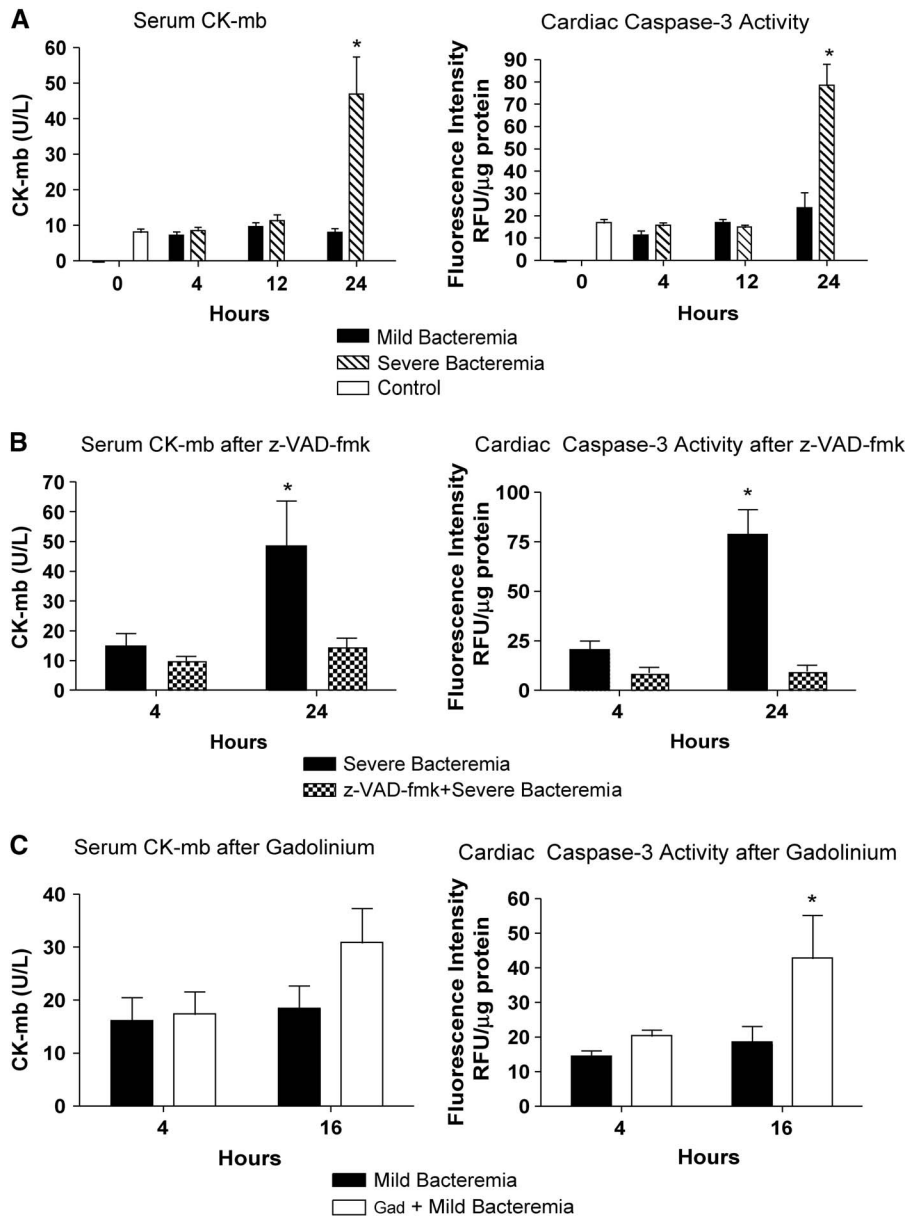 A
Serum CK-mb
CK-mb (U/L)
60
50
40
30
20
10
0
*
0 4 12 24
Hours
Cardiac Caspase-3 Activity
Fluorescence Intensity
RFU/μg protein
90
80
70
60
50
40
30
20
10
0
*
0 4 12 24
Hours
Mild Bacteremia
Severe Bacteremia
Control
B
Serum CK-mb after z-VAD-fmk
CK-mb (U/L)
70
60
50
40
30
20
10
0
*
4 24
Hours
Cardiac Caspase-3 Activity after z-VAD-fmk
Fluorescence Intensity
RFU/μg protein
100
75
50
25
0
*
4 24
Hours
Severe Bacteremia
z-VAD-fmk+Severe Bacteremia
C
Serum CK-mb after Gadolinium
CK-mb (U/L)
40
30
20
10
0
4 16
Hours
Cardiac Caspase-3 Activity after Gadolinium
Fluorescence Intensity
RFU/μg protein
60
50
40
30
20
10
0
*
4 16
Hours
Mild Bacteremia
Gad + Mild Bacteremia